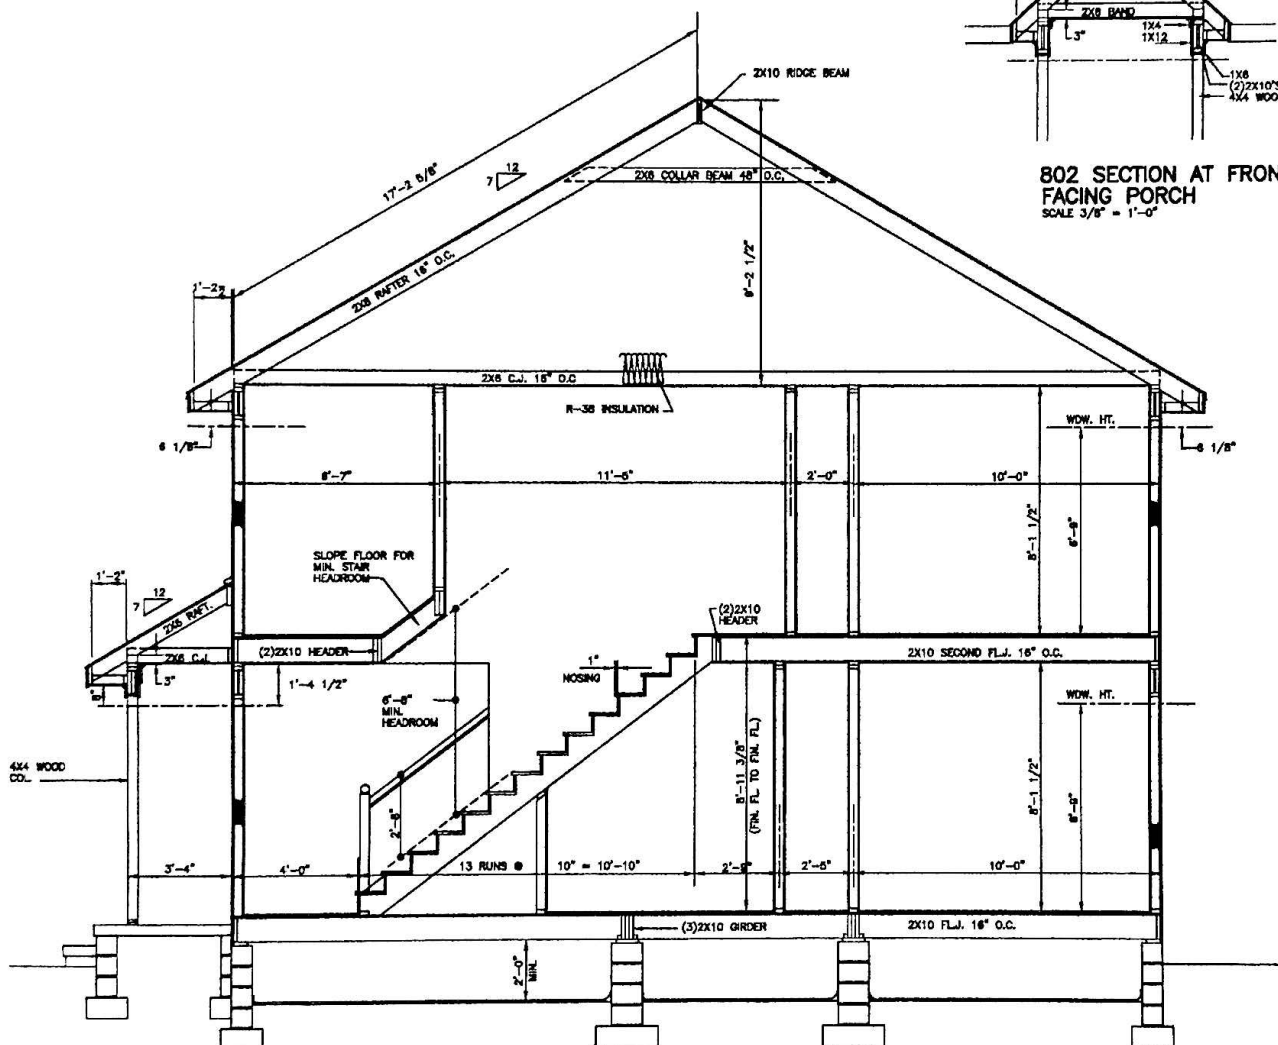 2X6 BAND
3"
1X4
1X12
1X6
(2)2X10'S
4X4 WOO
802 SECTION AT FRON
FACING PORCH
SCALE 3/8" = 1'-0"
2X10 RIDGE BEAM
17'-2 5/8"
12
7
2X6 COLLAR BEAM 48" O.C.
2X8 RAFTER 16" O.C.
9'-2 1/2"
1'-2"
2X6 C.J. 16" O.C
R-38 INSULATION
6 1/8"
WDW. HT.
6 1/8"
6'-7"
11'-5"
2'-0"
10'-0"
8'-1 1/2"
6'-9"
SLOPE FLOOR FOR
MIN. STAIR
HEADROOM
1'-2"
12
7
2X6 RAFT.
2X6 C.J.
3"
8"
(2)2X10 HEADER
1'-4 1/2"
(2)2X10
HEADER
2X10 SECOND FL.J. 16" O.C.
1"
NOSING
6'-8"
MIN.
HEADROOM
WDW. HT.
4X4 WOOD
COL.
2'-8"
8'-11 3/8"
(FIN. FL TO FIN. FL)
8'-1 1/2"
6'-9"
3'-4"
4'-0"
13 RUNS @ 10" = 10'-10"
2'-9"
2'-5"
10'-0"
(3)2X10 GIRDER
2X10 FL.J. 16" O.C.
2'-0"
MIN.